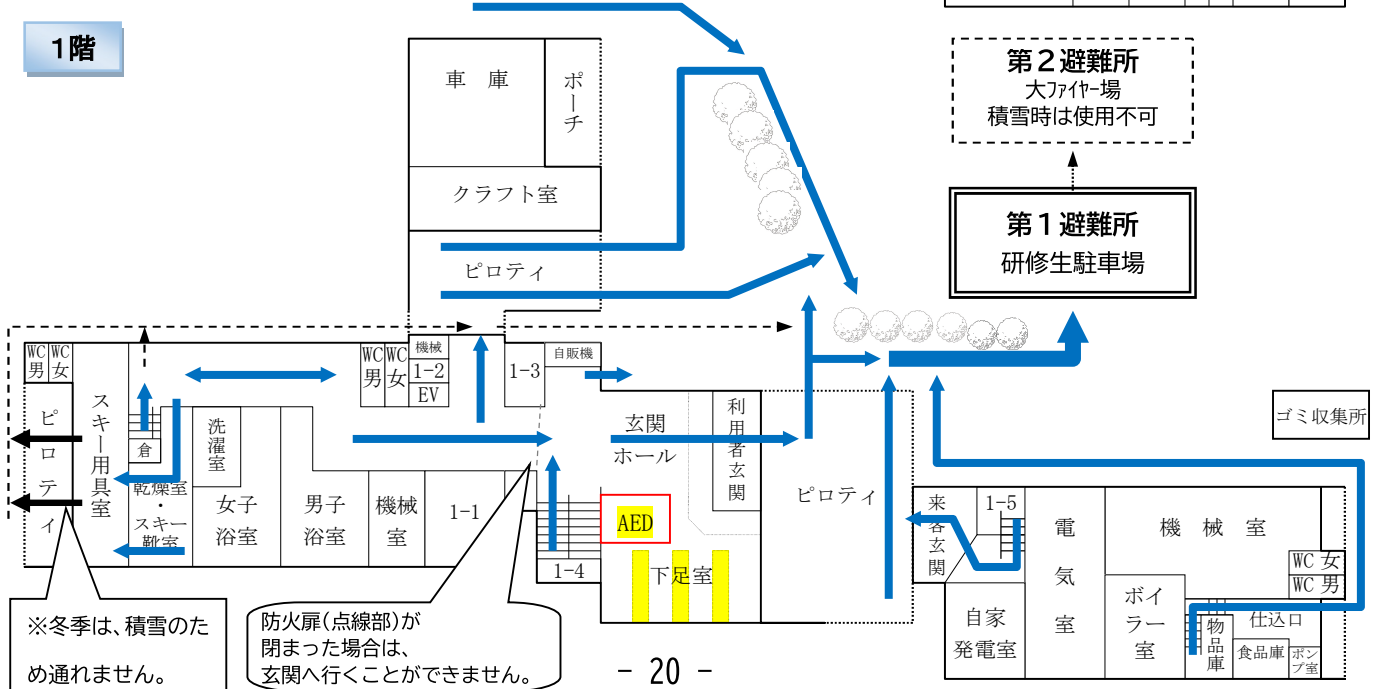 1階
車 庫
ポーチ
クラフト室
ピロティ
第2避難所
大ファイヤー場
積雪時は使用不可
第1避難所
研修生駐車場
ゴミ収集所
WC男
WC女
ピロティ
スキー用具室
倉
乾燥室・スキー靴室
洗濯室
女子浴室
男子浴室
機械室
WC男
WC女
機械
1-2
EV
1-3
自販機
1-1
1-4
玄関
ホール
利用者玄関
AED
下足室
ピロティ
来客玄関
1-5
電気室
機 械 室
自家
発電室
ボイラー室
物品庫
仕込口
食品庫
ポンプ室
WC 女
WC 男
※冬季は、積雪のた
め通れません。
防火扉(点線部)が
閉まった場合は、
玄関へ行くことができません。
- 20 -